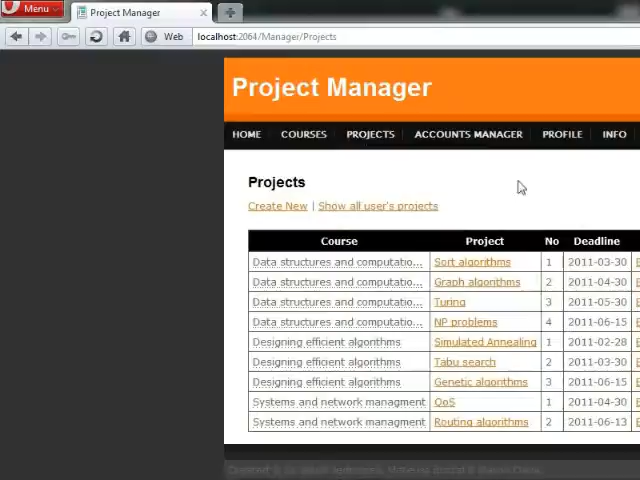 Menu
Project Manager
Web
localhost:2064/Manager/Projects
Project Manager
HOME COURSES PROJECTS ACCOUNTS MANAGER PROFILE INFO
Projects
Create New | Show all user's projects
Course Project No Deadline
Data structures and computatio... Sort algorithms 1 2011-03-30 E
Data structures and computatio... Graph algorithms 2 2011-04-30 E
Data structures and computatio... Turing 3 2011-05-30 E
Data structures and computatio... NP problems 4 2011-06-15 E
Designing efficient algorithms Simulated Annealing 1 2011-02-28 E
Designing efficient algorithms Tabu search 2 2011-03-30 E
Designing efficient algorithms Genetic algorithms 3 2011-06-15 E
Systems and network managment QoS 1 2011-04-30 E
Systems and network managment Routing algorithms 2 2011-06-13 E